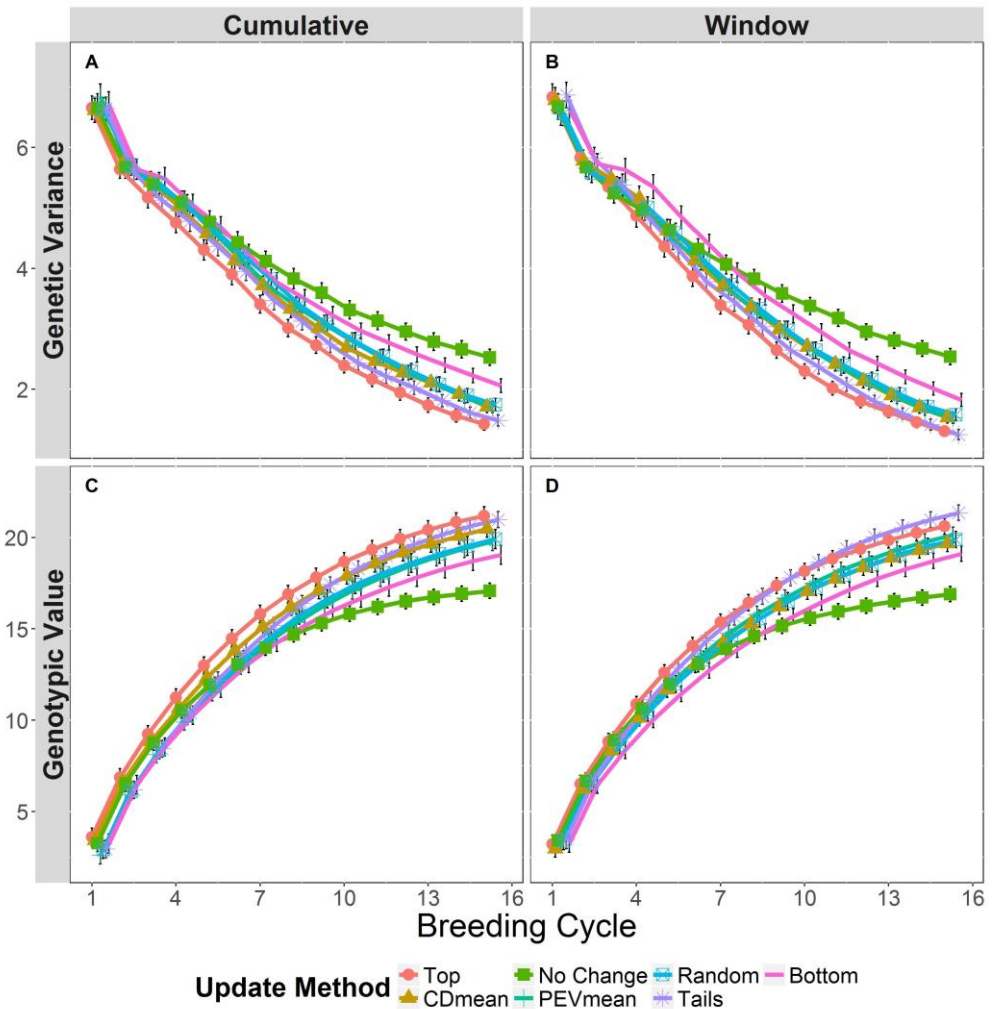 Cumulative Window
A B
Genetic Variance
6
4
2
C D
Genotypic Value
20
15
10
5
1 4 7 10 13 16 1 4 7 10 13 16
Breeding Cycle
Update Method Top No Change Random Bottom
CDmean PEVmean Tails